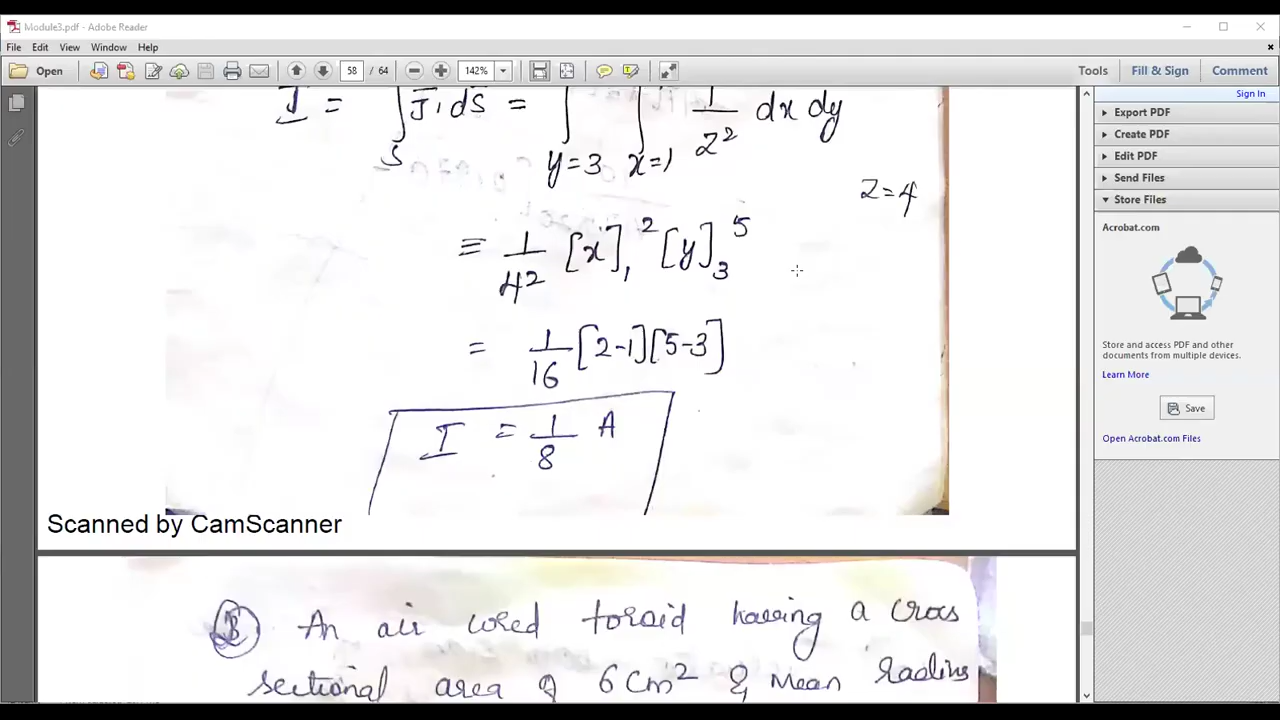 Module3.pdf - Adobe Reader
File Edit View Window Help
Open 58 / 64 142% Tools Fill & Sign Comment
Sign In
Export PDF
Create PDF
Edit PDF
Send Files
Store Files
Acrobat.com
Store and access PDF and other
documents from multiple devices.
Learn More
Save
Open Acrobat.com Files
I = ∫ J̄ . dS̄ = ∫ ∫ 1/z² dx dy
S y=3 x=1
z=4
= 1/4² [x]₁² [y]₃⁵
= 1/16 [2-1][5-3]
I = 1/8 A
Scanned by CamScanner
An air cored toroid having a cross
sectional area of 6 cm² & mean radius